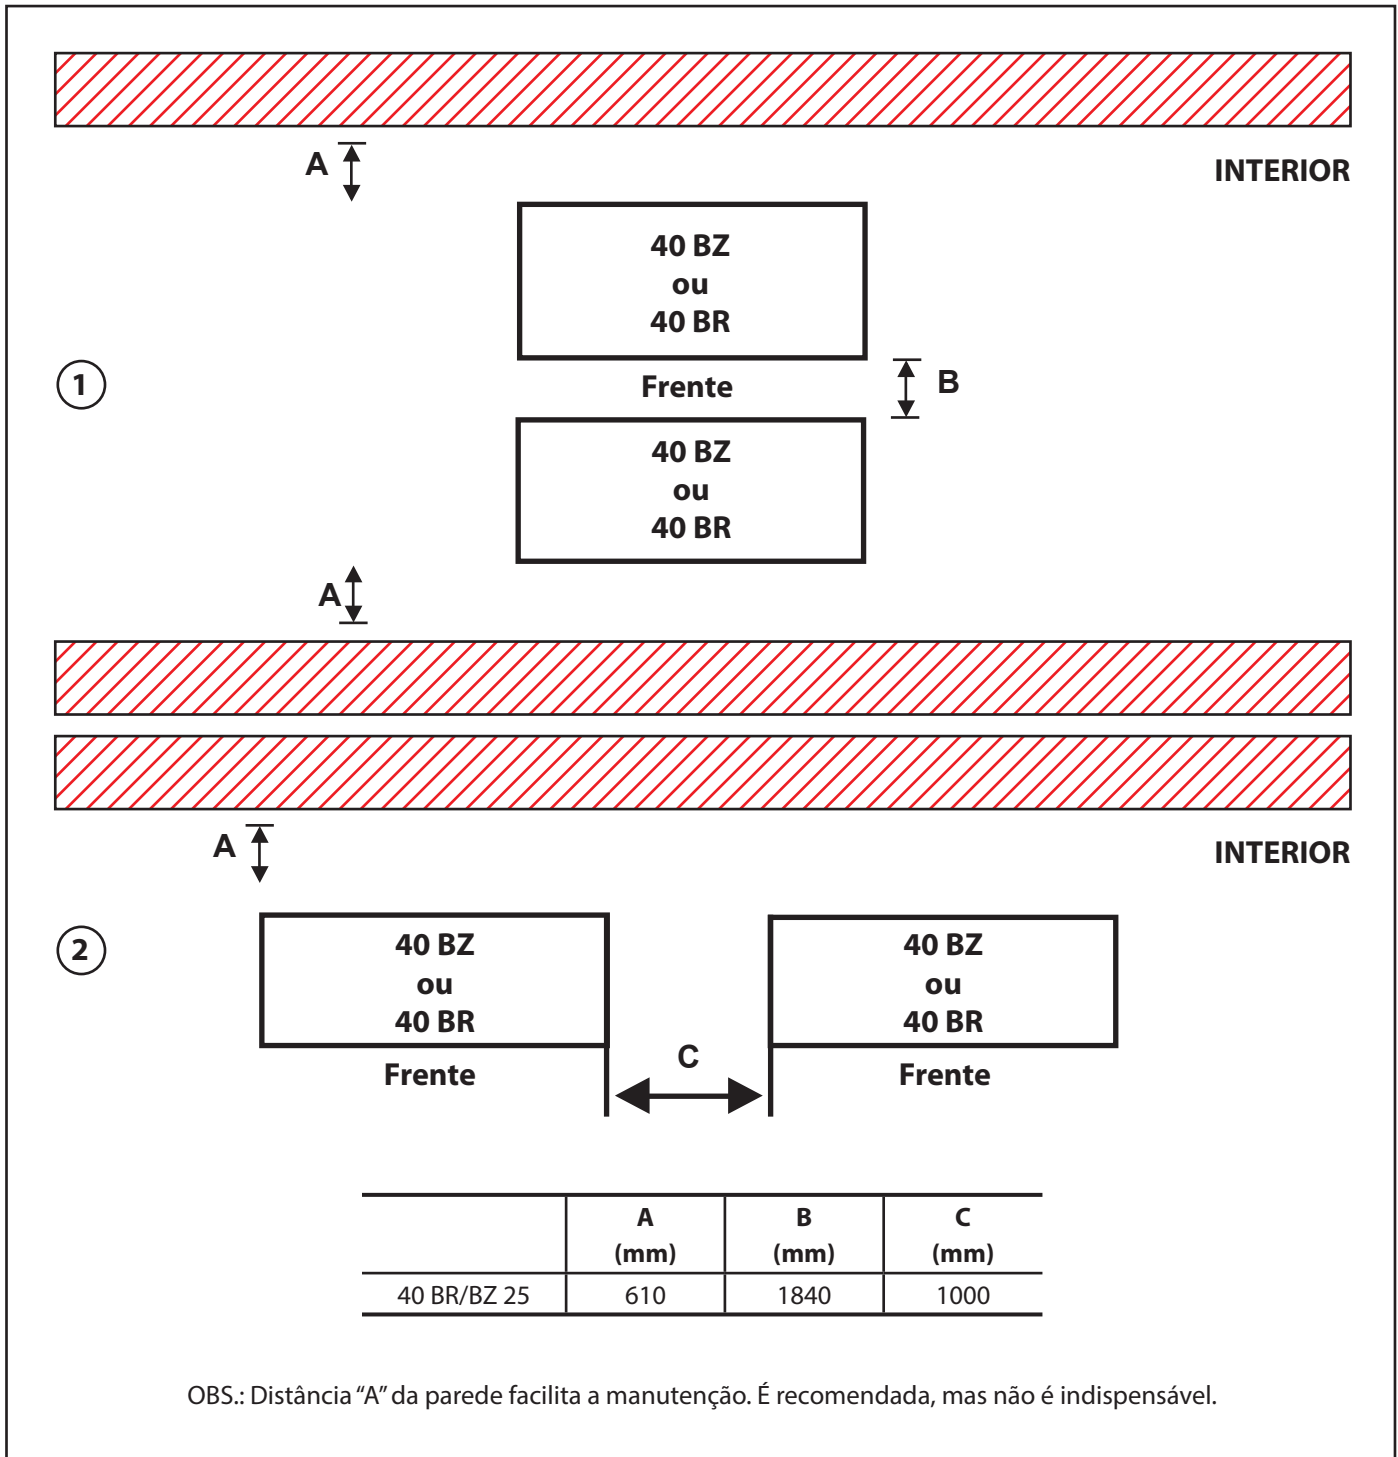 A
INTERIOR
40 BZ
ou
40 BR
1
Frente
B
40 BZ
ou
40 BR
A
A
INTERIOR
2
40 BZ
ou
40 BR
40 BZ
ou
40 BR
Frente
C
Frente
A B C
(mm) (mm) (mm)
40 BR/BZ 25 610 1840 1000
OBS.: Distância “A” da parede facilita a manutenção. É recomendada, mas não é indispensável.